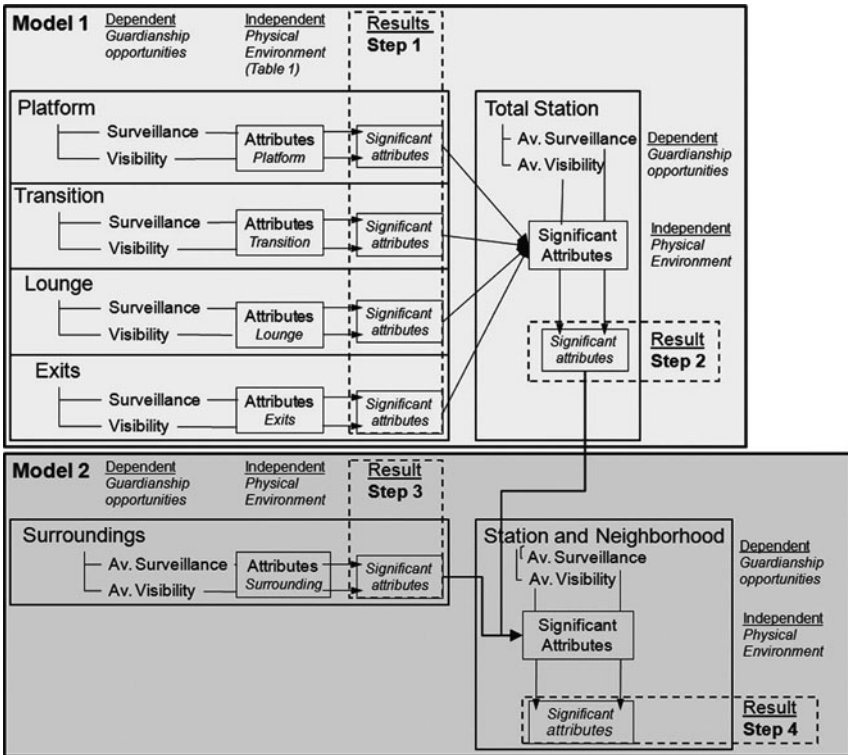 Model 1
Dependent
Guardianship
opportunities
Independent
Physical
Environment
(Table 1)
Results
Step 1
Platform
Surveillance
Visibility
Attributes
Platform
Significant
attributes
Transition
Surveillance
Visibility
Attributes
Transition
Significant
attributes
Lounge
Surveillance
Visibility
Attributes
Lounge
Significant
attributes
Exits
Surveillance
Visibility
Attributes
Exits
Significant
attributes
Total Station
Av. Surveillance
Av. Visibility
Dependent
Guardianship
opportunities
Significant
Attributes
Independent
Physical
Environment
Significant
attributes
Result
Step 2
Model 2
Dependent
Guardianship
opportunities
Independent
Physical
Environment
Result
Step 3
Surroundings
Av. Surveillance
Av. Visibility
Attributes
Surrounding
Significant
attributes
Station and Neighborhood
Av. Surveillance
Av. Visibility
Dependent
Guardianship
opportunities
Significant
Attributes
Independent
Physical
Environment
Significant
attributes
Result
Step 4